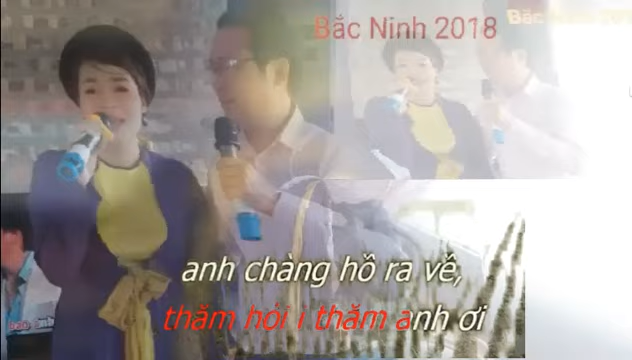 Bắc Ninh 2018
anh chàng hồ ra về,
thăm hỏi i thăm anh ơi